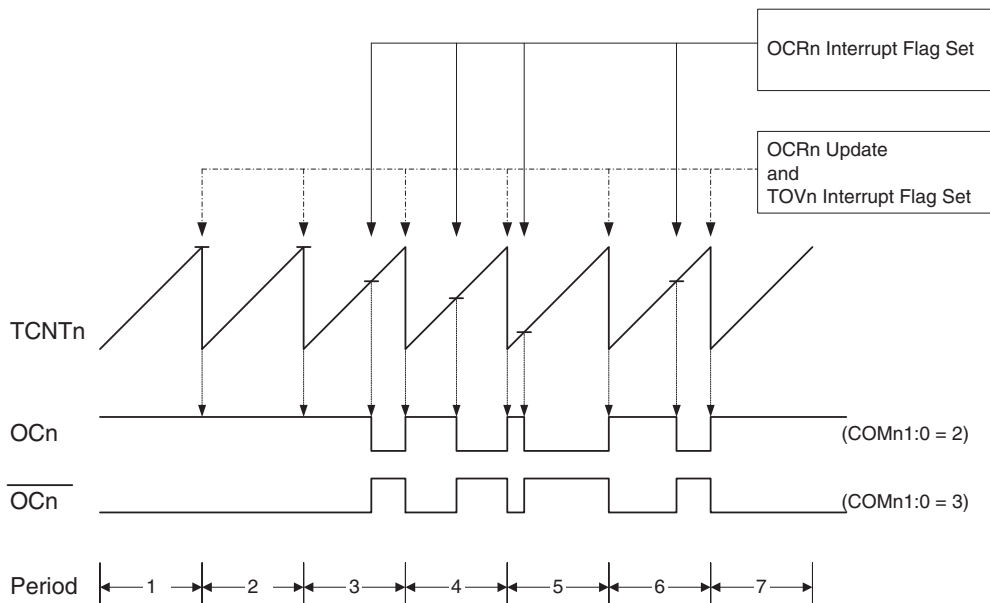 OCRn Interrupt Flag Set
OCRn Update
and
TOVn Interrupt Flag Set
TCNTn
OCn
(COMn1:0 = 2)
OCn
(COMn1:0 = 3)
Period
1
2
3
4
5
6
7